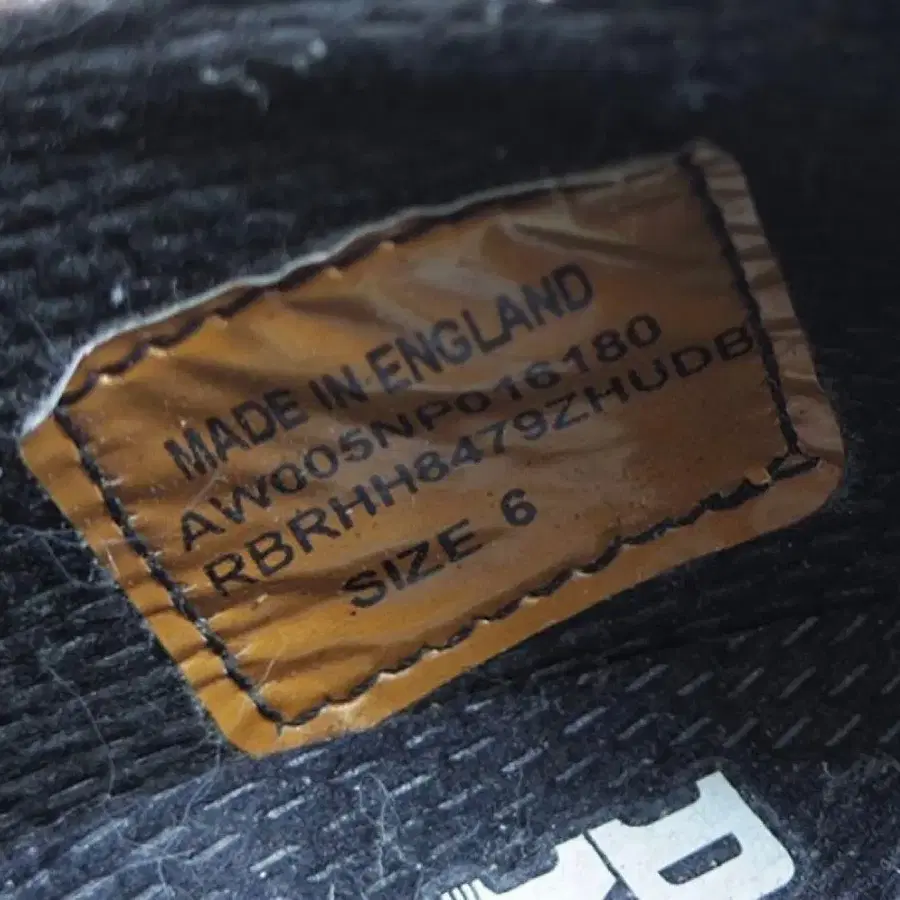 MADE IN ENGLAND
AW005NP016180
RBRHH8479ZHUDB
SIZE 6